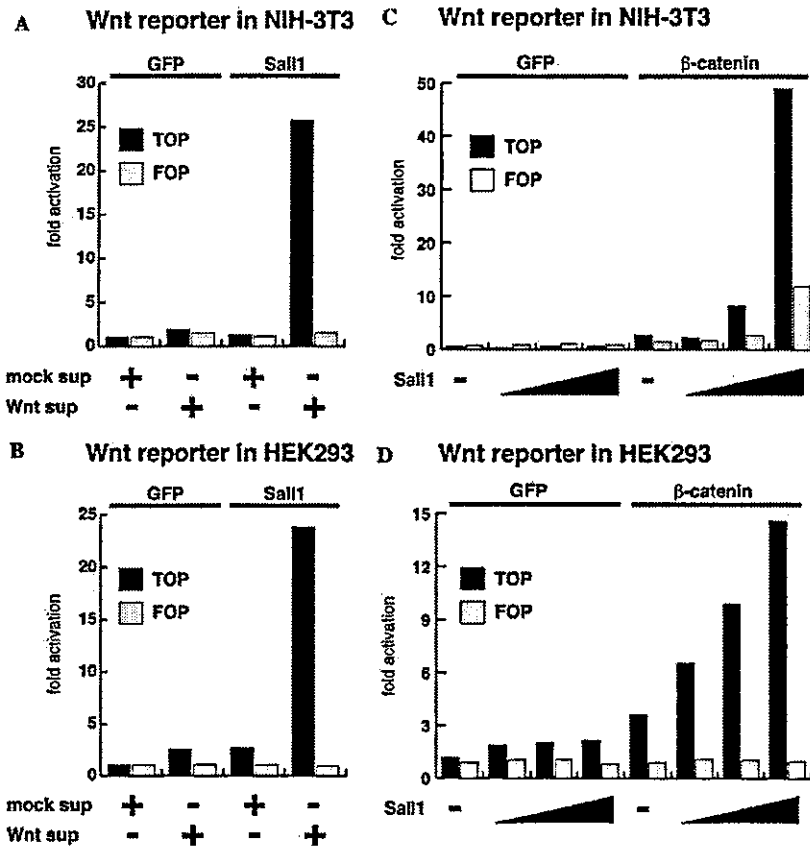 A
Wnt reporter in NIH-3T3
GFP
Sall1
30
25
20
15
10
5
0
fold activation
TOP
FOP
mock sup + - + -
Wnt sup - + - +
C
Wnt reporter in NIH-3T3
GFP
β-catenin
50
40
30
20
10
0
fold activation
TOP
FOP
Sall1 - -
B
Wnt reporter in HEK293
GFP
Sall1
25
20
15
10
5
0
fold activation
TOP
FOP
mock sup + - + -
Wnt sup - + - +
D
Wnt reporter in HEK293
GFP
β-catenin
15
12
9
6
3
0
fold activation
TOP
FOP
Sall1 - -